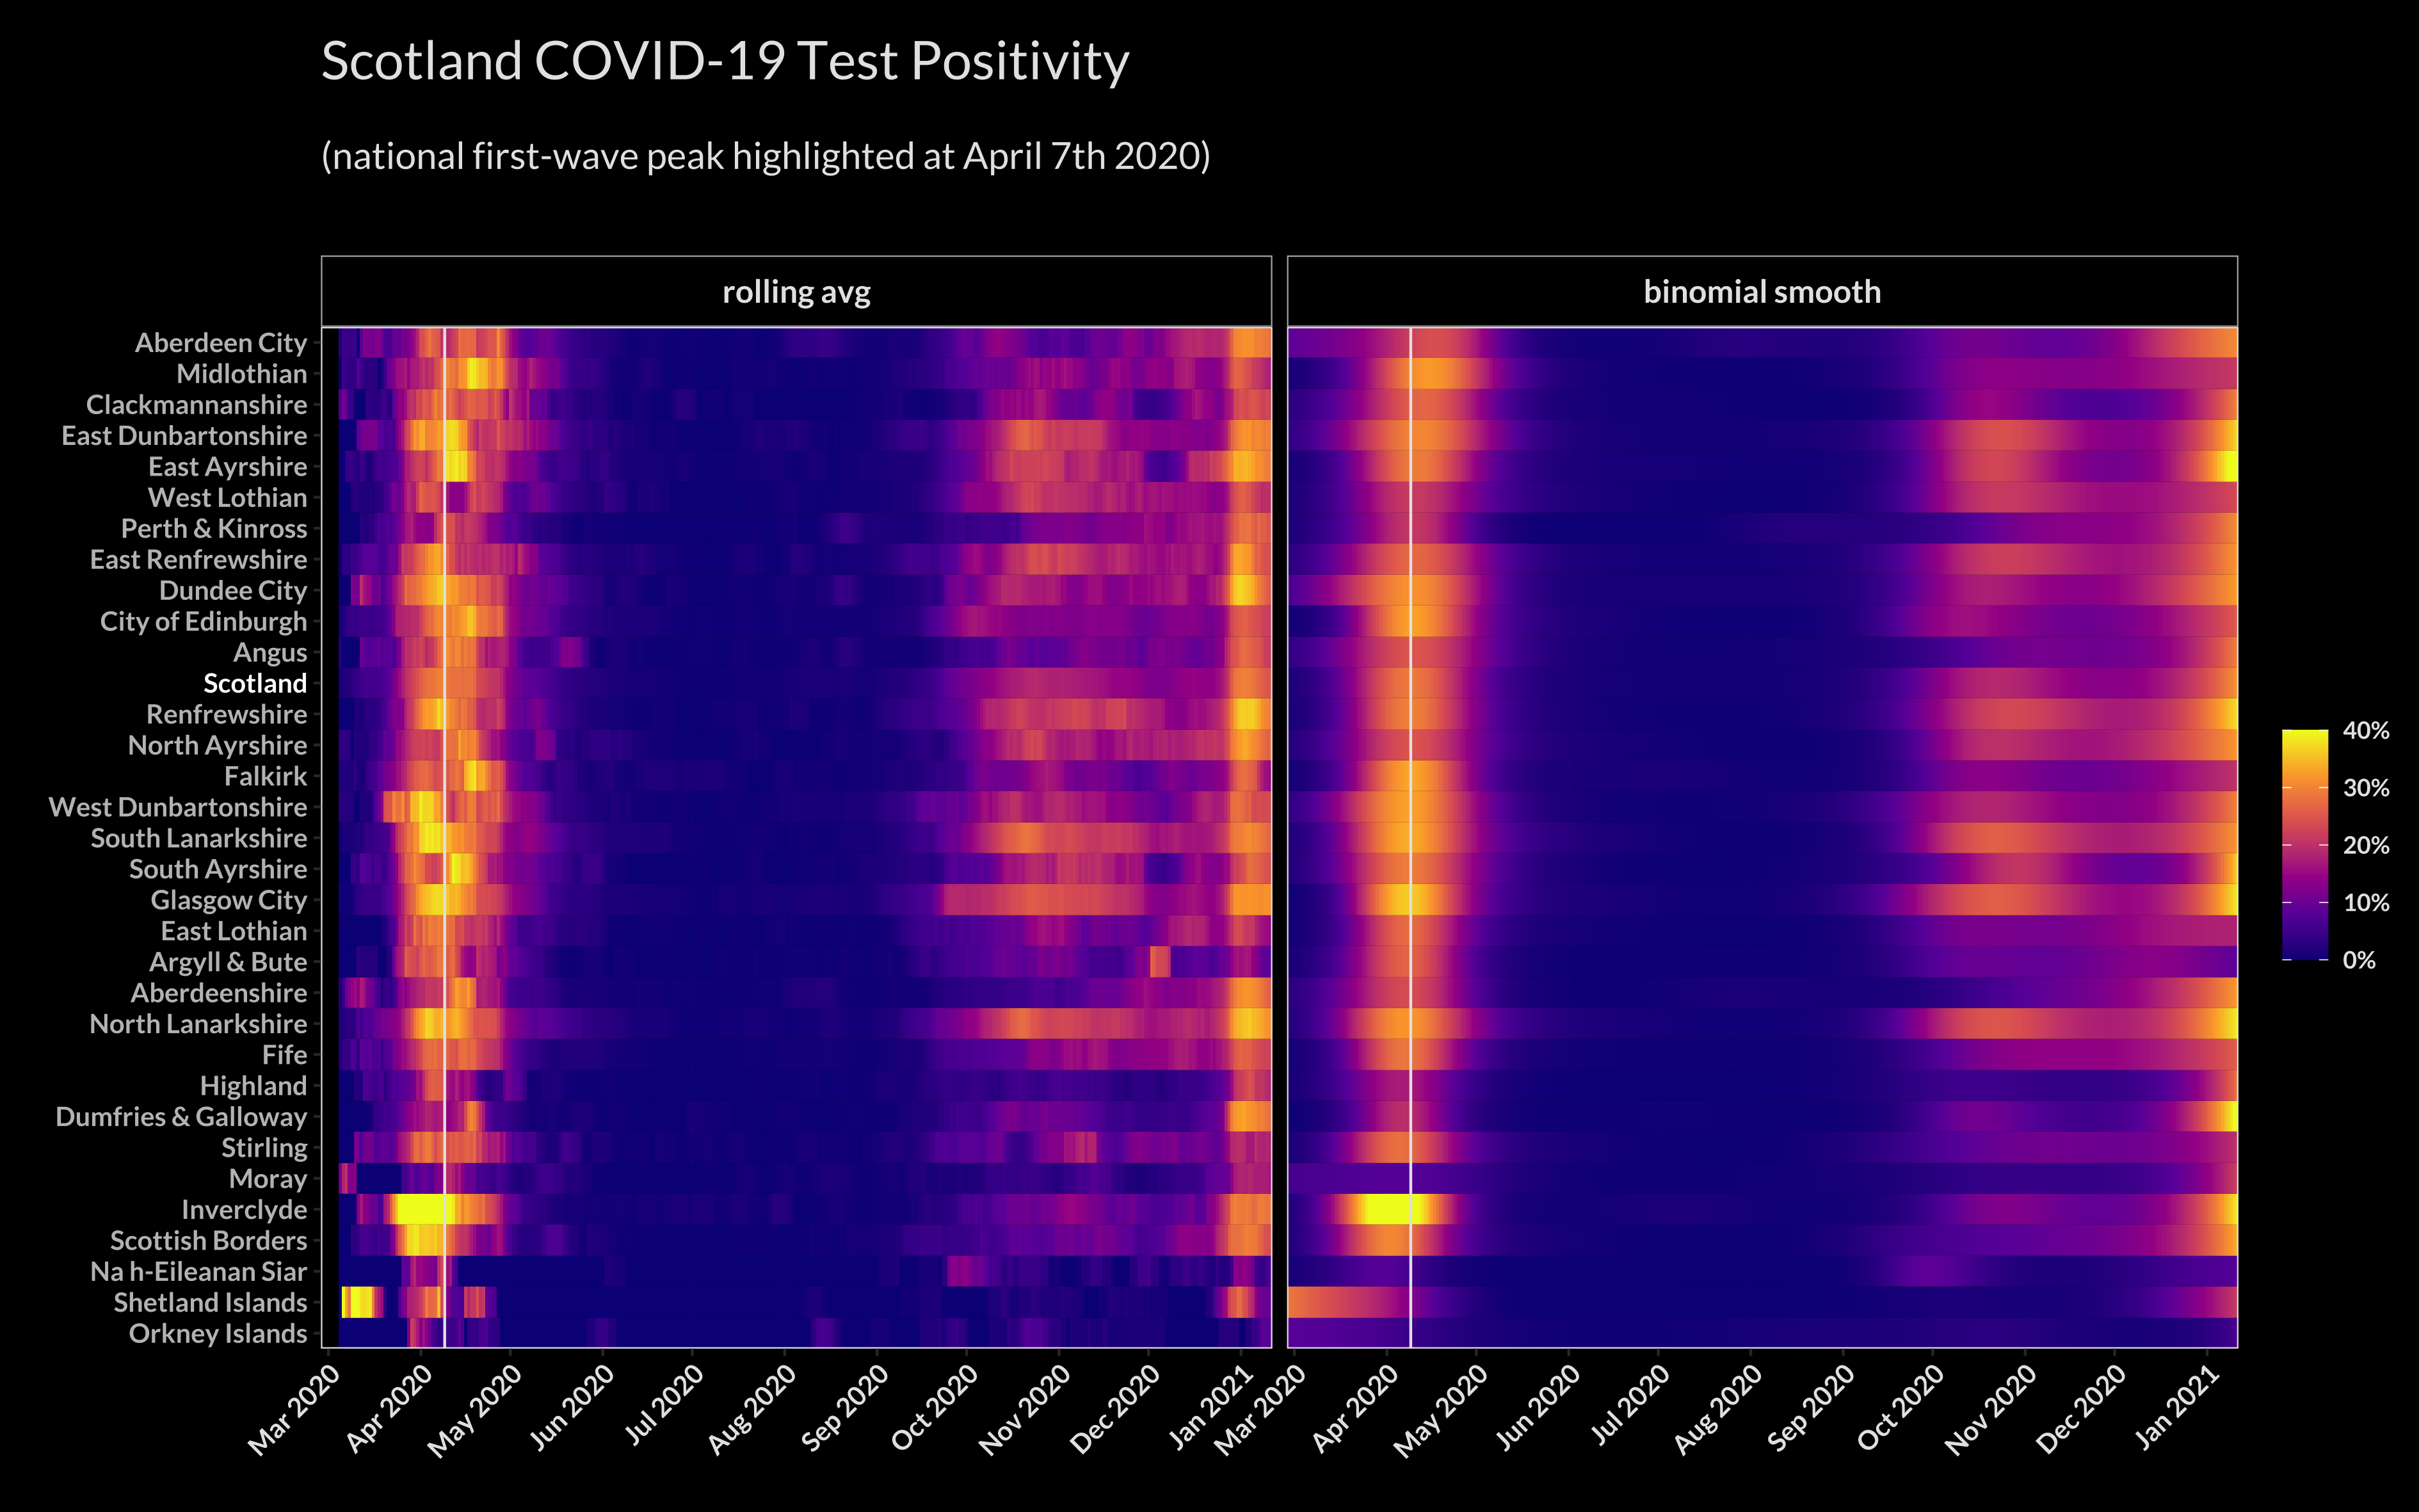 Scotland COVID-19 Test Positivity
(national first-wave peak highlighted at April 7th 2020)
rolling avg
binomial smooth
Aberdeen City
Midlothian
Clackmannanshire
East Dunbartonshire
East Ayrshire
West Lothian
Perth & Kinross
East Renfrewshire
Dundee City
City of Edinburgh
Angus
Scotland
Renfrewshire
North Ayrshire
Falkirk
West Dunbartonshire
South Lanarkshire
South Ayrshire
Glasgow City
East Lothian
Argyll & Bute
Aberdeenshire
North Lanarkshire
Fife
Highland
Dumfries & Galloway
Stirling
Moray
Inverclyde
Scottish Borders
Na h-Eileanan Siar
Shetland Islands
Orkney Islands
Mar 2020
Apr 2020
May 2020
Jun 2020
Jul 2020
Aug 2020
Sep 2020
Oct 2020
Nov 2020
Dec 2020
Jan 2021
Mar 2020
Apr 2020
May 2020
Jun 2020
Jul 2020
Aug 2020
Sep 2020
Oct 2020
Nov 2020
Dec 2020
Jan 2021
40%
30%
20%
10%
0%